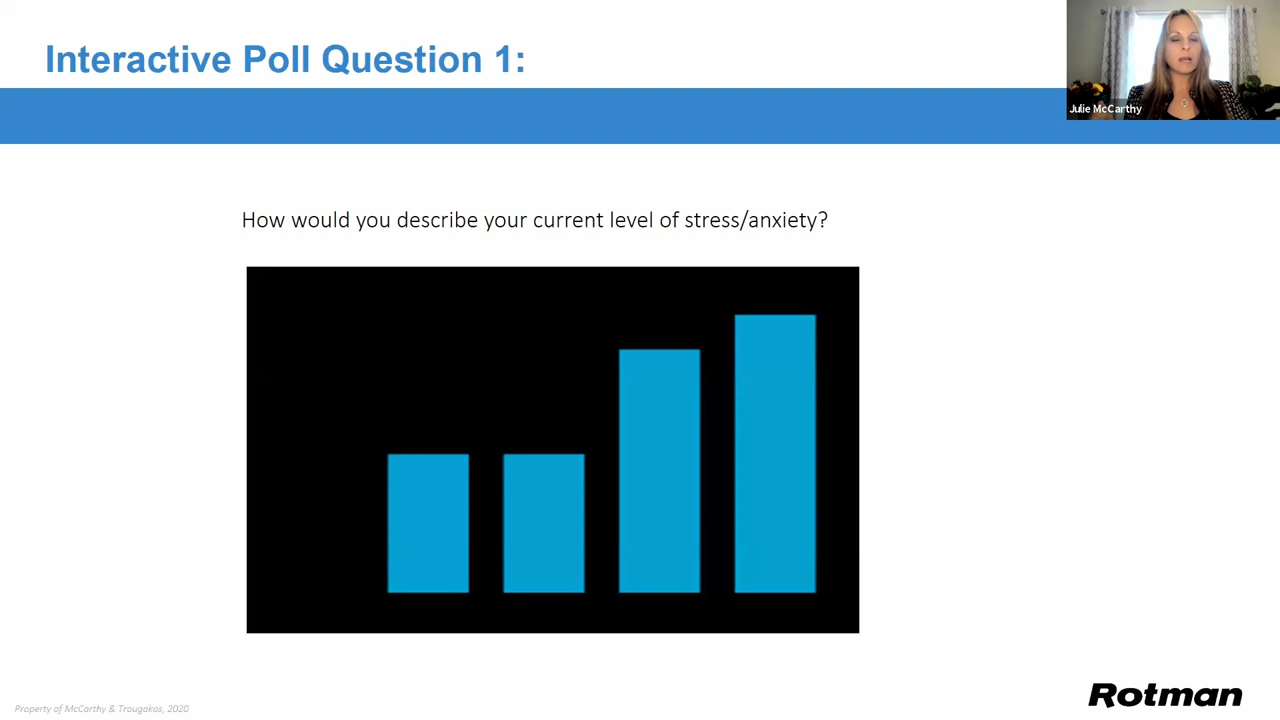 Interactive Poll Question 1:
Julie McCarthy
How would you describe your current level of stress/anxiety?
Property of McCarthy & Trougakos, 2020
Rotman